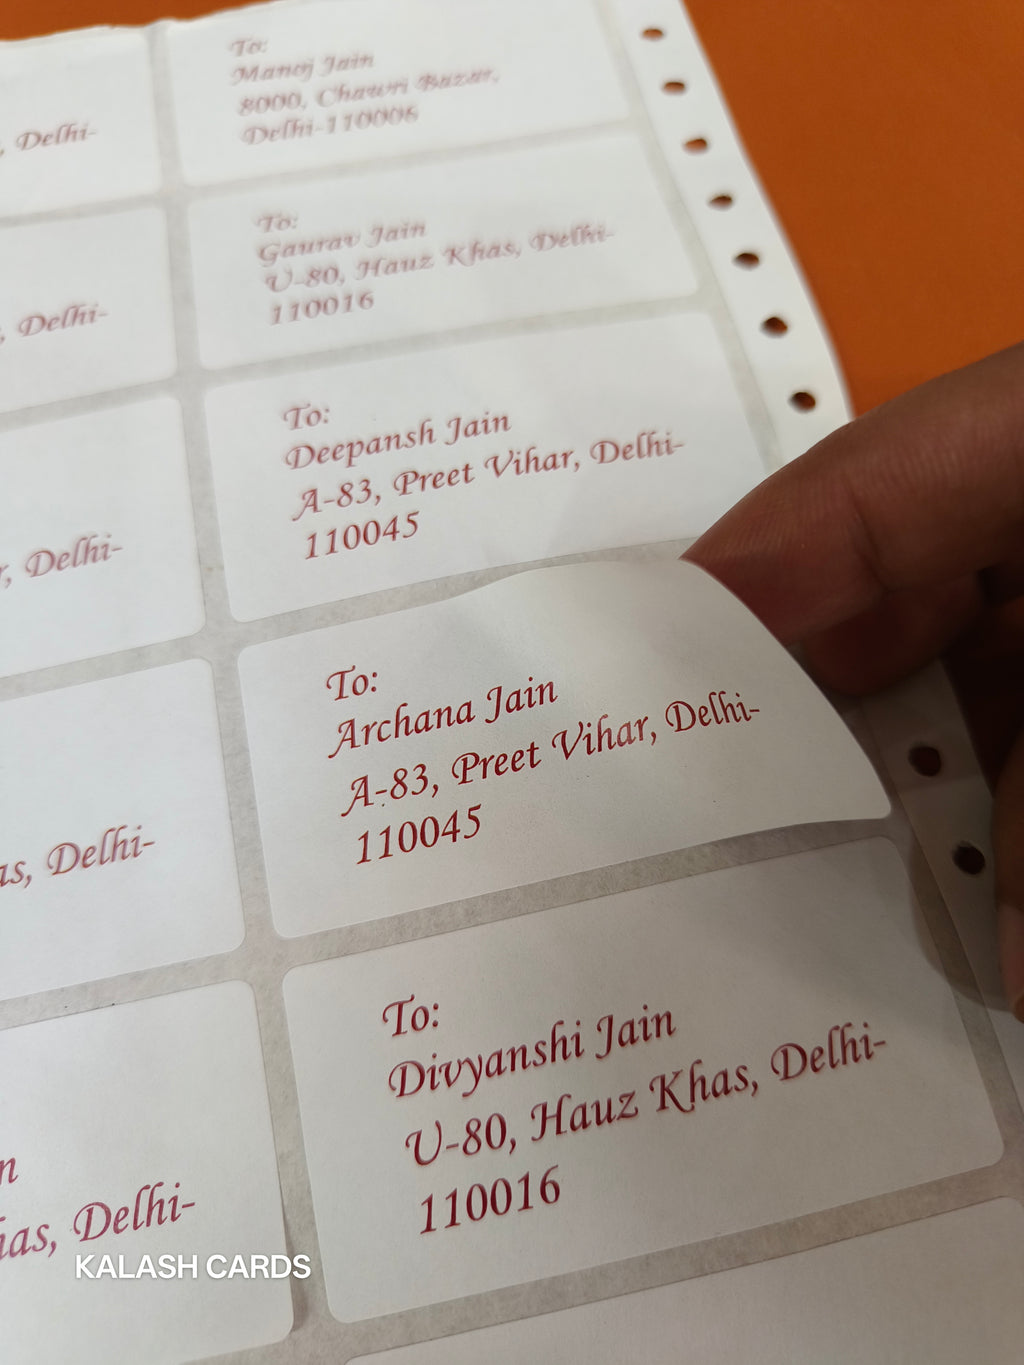 To:
Manoj Jain
8000, Chawri Bazar,
Delhi-110006
, Delhi-
To:
Gaurav Jain
U-80, Hauz Khas, Delhi-
110016
, Delhi-
To:
Deepansh Jain
A-83, Preet Vihar, Delhi-
110045
r, Delhi-
To:
Archana Jain
A-83, Preet Vihar, Delhi-
110045
as, Delhi-
To:
Divyanshi Jain
U-80, Hauz Khas, Delhi-
110016
n
as, Delhi-
KALASH CARDS